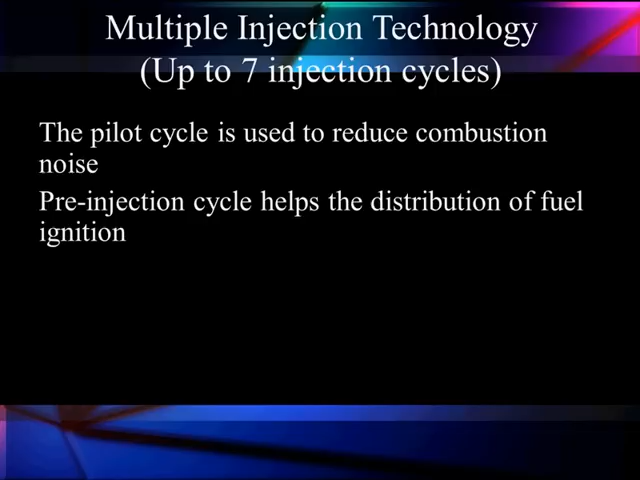 Multiple Injection Technology
(Up to 7 injection cycles)
The pilot cycle is used to reduce combustion
noise
Pre-injection cycle helps the distribution of fuel
ignition